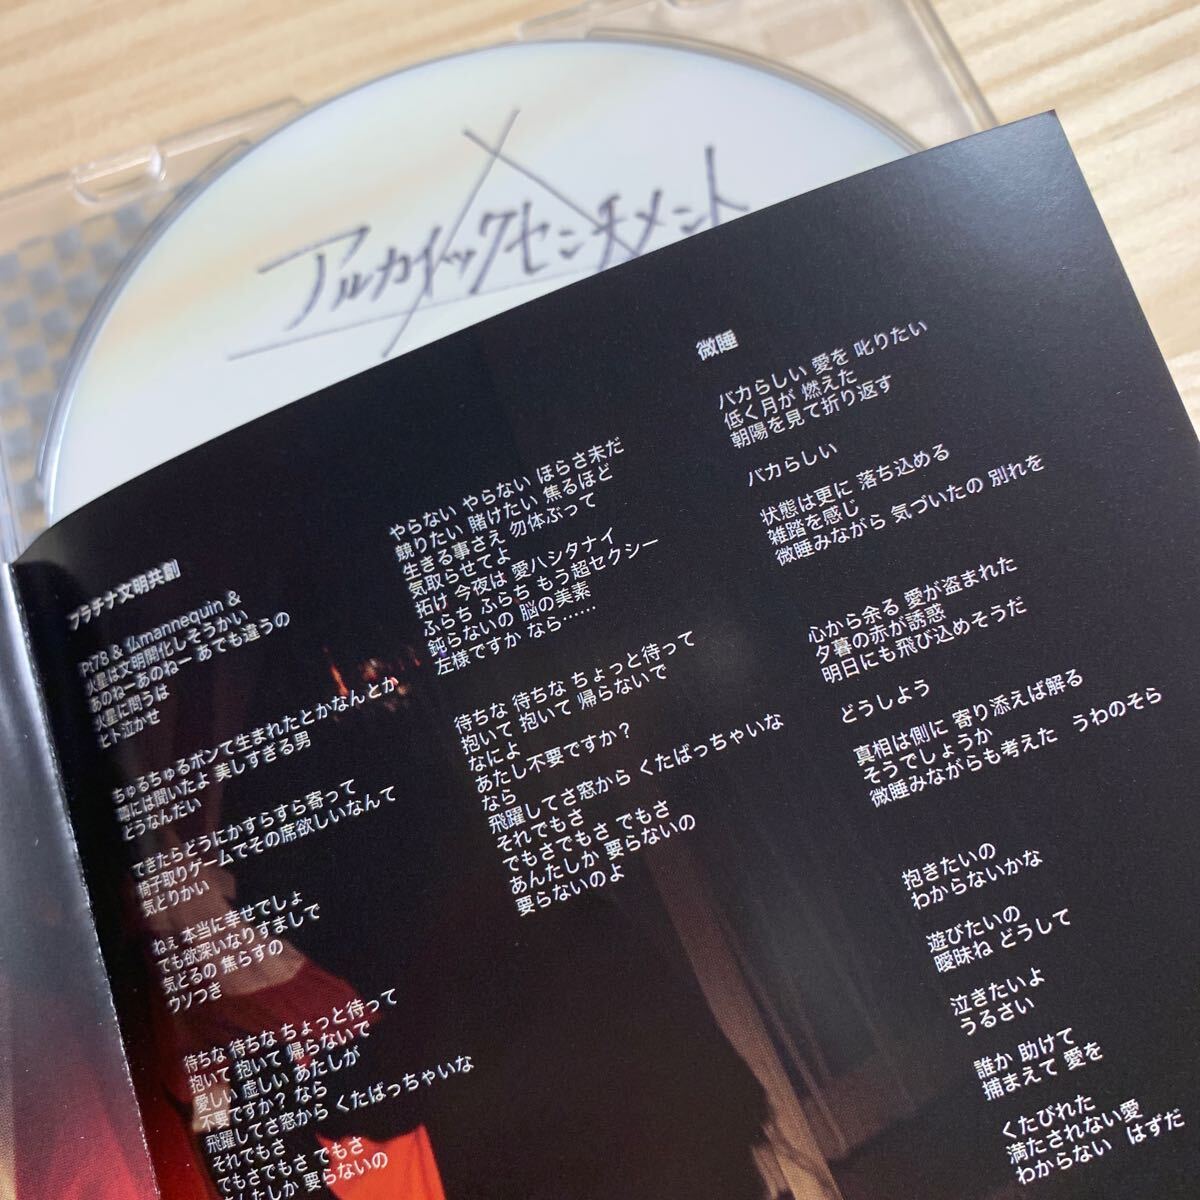 アルカイックセンチメント
プラチナ文明共創
Pt78 & 仏mannequin &
火星は文明開化しそうかい
あのねーあのねー あでも違うの
火星に問うは
ヒト泣かせ
ちゅるちゅるポンで生まれたとかなんとか
噂には聞いたよ 美しすぎる男
どうなんだい
できたらどうにかすらすら寄って
椅子取りゲームでその席欲しいなんて
気どりかい
ねぇ 本当に幸せでしょ
でも欲深いなりすまして
気どるの 焦らすの
ウソつき
待ちな 待ちな ちょっと待って
抱いて 抱いて 帰らないで
愛しい 虚しい あたしが
不要ですか? なら
飛躍してさ窓から くたばっちゃいな
それでもさ
でもさでもさ でもさ
あんたしか 要らないの
やらない やらない ほらさ未だ
競りたい 賭けたい 焦るほど
生きる事さえ 勿体ぶって
気取らせてよ
拓け 今夜は 愛ハシタナイ
ふらち ふらち もう超セクシー
鈍らないの 脳の美素
左様ですか なら……
待ちな 待ちな ちょっと待って
抱いて 抱いて 帰らないで
なによ
あたし不要ですか?
なら
飛躍してさ窓から くたばっちゃいな
それでもさ
でもさでもさ でもさ
あんたしか 要らないの
要らないのよ
微睡
バカらしい 愛を 叱りたい
低く月が 燃えた
朝陽を見て折り返す
バカらしい
状態は更に 落ち込める
雑踏を感じ
微睡みながら 気づいたの 別れを
心から余る 愛が盗まれた
夕暮の赤が誘惑
明日にも飛び込めそうだ
どうしよう
真相は側に 寄り添えば解る
そうでしょうか
微睡みながらも考えた うわのそら
抱きたいの
わからないかな
遊びたいの
曖昧ね どうして
泣きたいよ
うるさい
誰か 助けて
捕まえて 愛を
くたびれた
満たされない愛
わからない はずだ